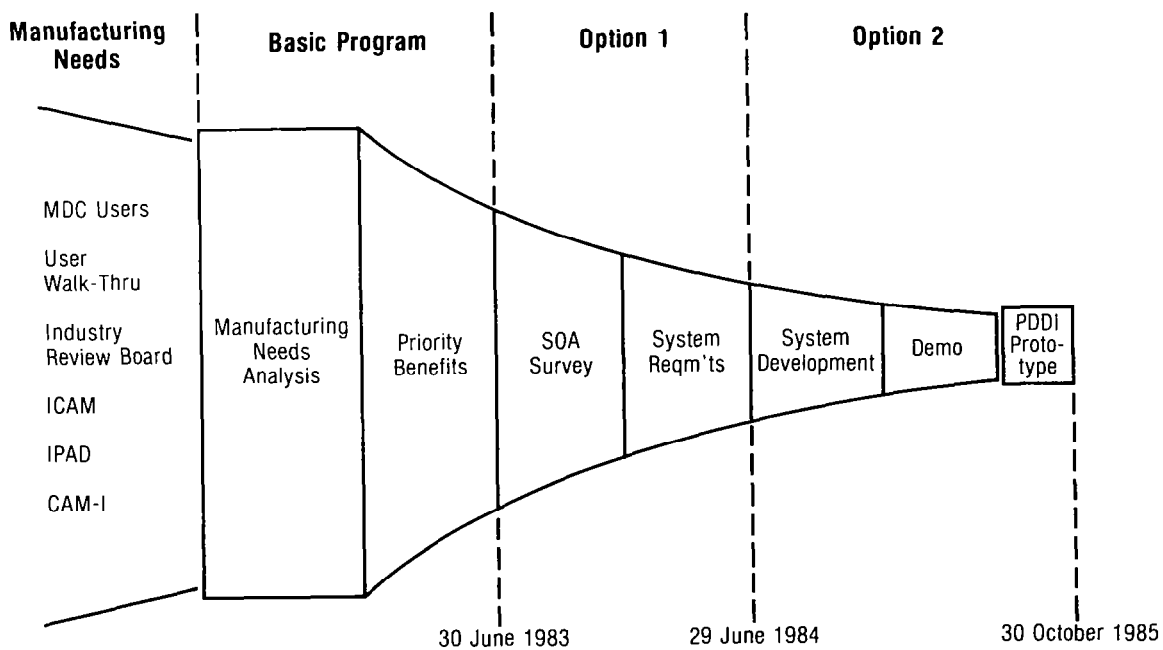 Manufacturing
Needs
Basic Program
Option 1
Option 2
MDC Users
User
Walk-Thru
Industry
Review Board
ICAM
IPAD
CAM-I
Manufacturing
Needs
Analysis
Priority
Benefits
SOA
Survey
System
Reqm'ts
System
Development
Demo
PDDI
Proto-
type
30 June 1983
29 June 1984
30 October 1985